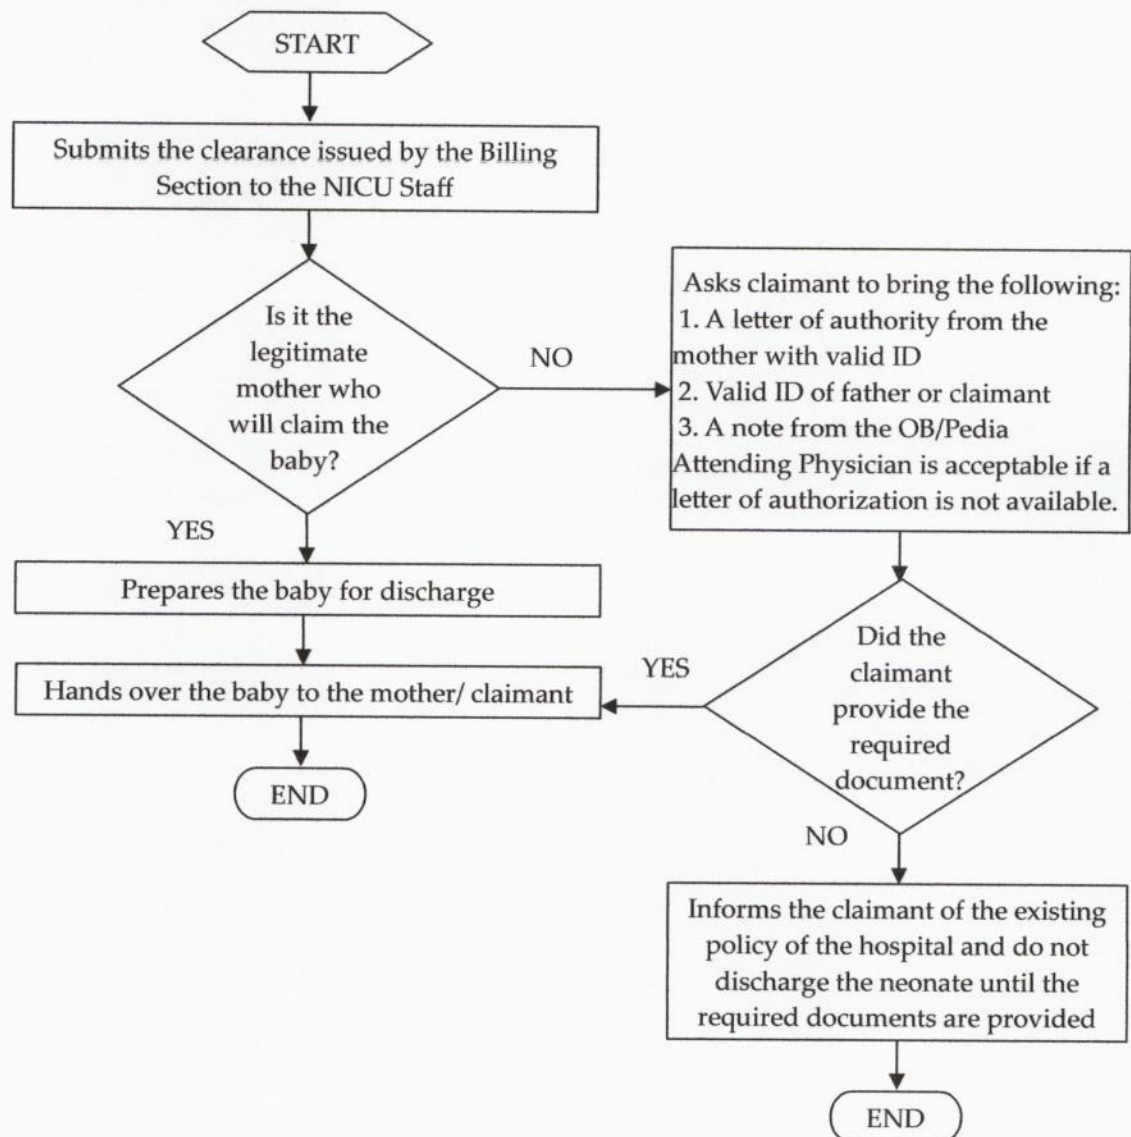 START
Submits the clearance issued by the Billing
Section to the NICU Staff
Is it the
legitimate
mother who
will claim the
baby?
NO
Asks claimant to bring the following:
1. A letter of authority from the
mother with valid ID
2. Valid ID of father or claimant
3. A note from the OB/Pedia
Attending Physician is acceptable if a
letter of authorization is not available.
YES
Prepares the baby for discharge
Hands over the baby to the mother/ claimant
END
Did the
claimant
provide the
required
document?
YES
NO
Informs the claimant of the existing
policy of the hospital and do not
discharge the neonate until the
required documents are provided
END